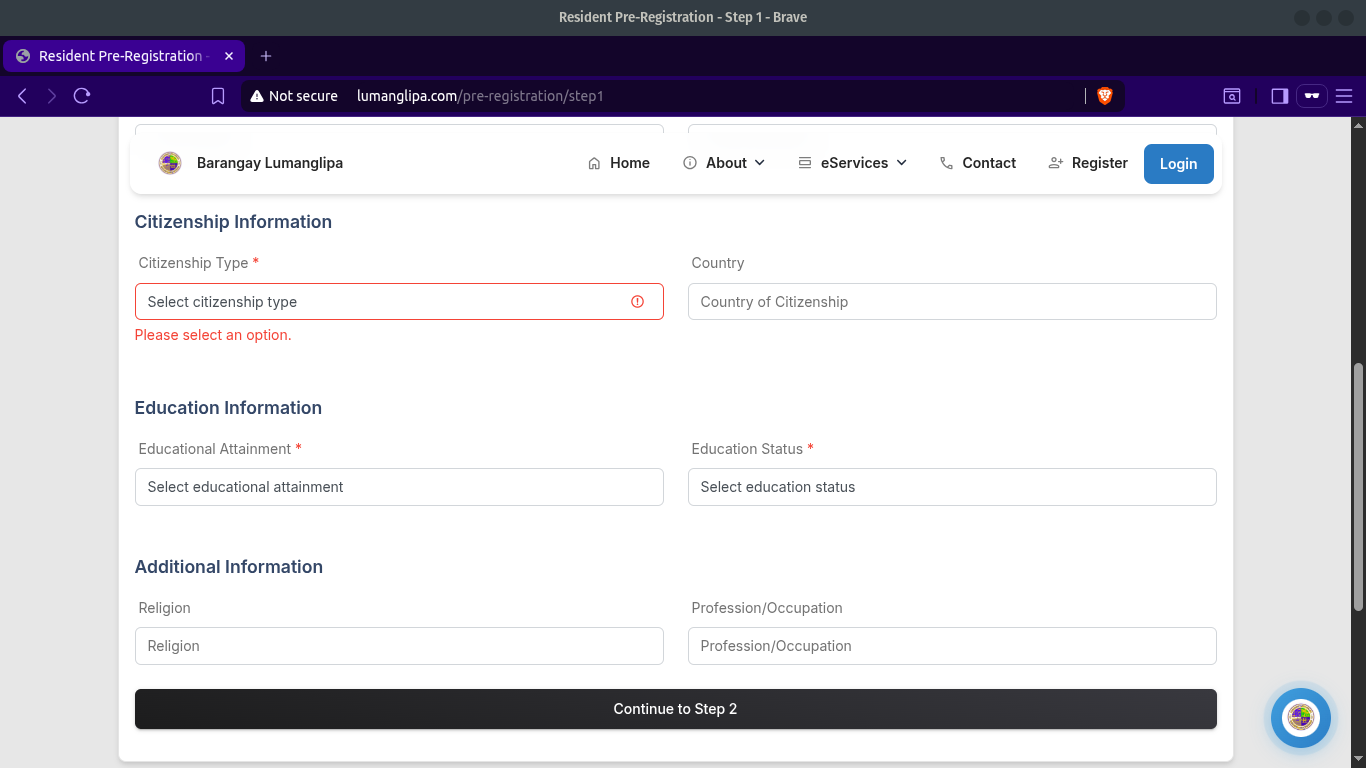 Resident Pre-Registration - Step 1 - Brave
Resident Pre-Registration -
Not secure lumanglipa.com/pre-registration/step1
Barangay Lumanglipa Home About eServices Contact Register Login
Citizenship Information
Citizenship Type * Country
Select citizenship type Country of Citizenship
Please select an option.
Education Information
Educational Attainment * Education Status *
Select educational attainment Select education status
Additional Information
Religion Profession/Occupation
Religion Profession/Occupation
Continue to Step 2